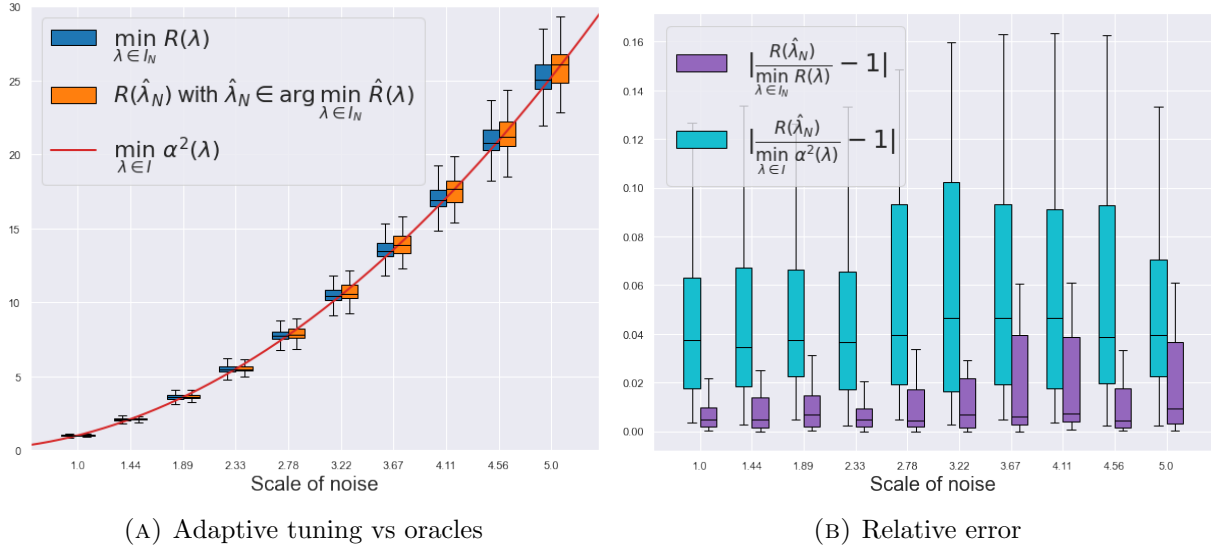 30
25
20
15
10
5
0
min R(λ)
λ∈I_N
R(λ̂_N) with λ̂_N ∈ arg min R̂(λ)
λ∈I_N
min α²(λ)
λ∈I
1.0 1.44 1.89 2.33 2.78 3.22 3.67 4.11 4.56 5.0
Scale of noise
(A) Adaptive tuning vs oracles
0.16
0.14
0.12
0.10
0.08
0.06
0.04
0.02
0.00
|R(λ̂_N) / min_{λ∈I_N} R(λ) − 1|
|R(λ̂_N) / min_{λ∈I} α²(λ) − 1|
1.0 1.44 1.89 2.33 2.78 3.22 3.67 4.11 4.56 5.0
Scale of noise
(B) Relative error